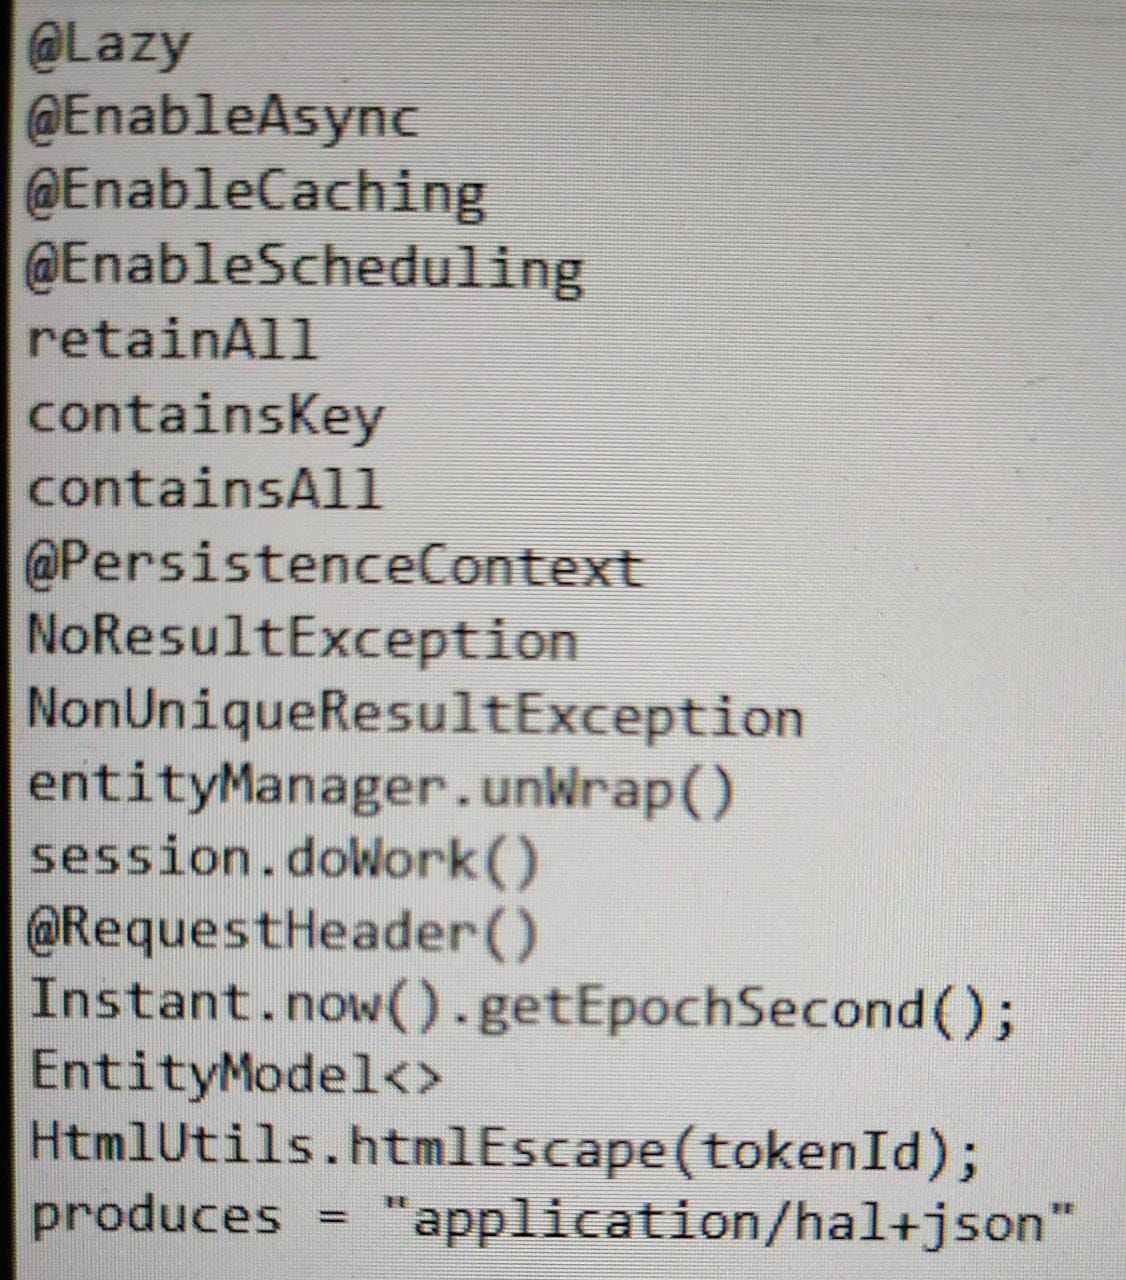 @Lazy
@EnableAsync
@EnableCaching
@EnableScheduling
retainAll
containsKey
containsAll
@PersistenceContext
NoResultException
NonUniqueResultException
entityManager.unWrap()
session.doWork()
@RequestHeader()
Instant.now().getEpochSecond();
EntityModel<>
HtmlUtils.htmlEscape(tokenId);
produces = "application/hal+json"